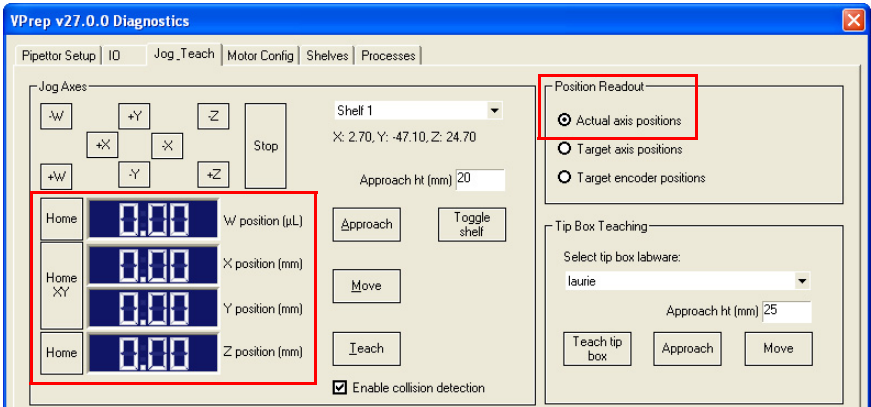 VPrep v27.0.0 Diagnostics
Pipettor Setup IO Jog_Teach Motor Config Shelves Processes
Jog Axes
-W +Y -Z
+X -X Stop
+W -Y +Z
Home 0.00 W position (µL)
Home XY 0.00 X position (mm)
0.00 Y position (mm)
Home 0.00 Z position (mm)
Shelf 1
X: 2.70, Y: -47.10, Z: 24.70
Approach ht (mm) 20
Approach Toggle shelf
Move
Teach
Enable collision detection
Position Readout
Actual axis positions
Target axis positions
Target encoder positions
Tip Box Teaching
Select tip box labware:
laurie
Approach ht (mm) 25
Teach tip box Approach Move